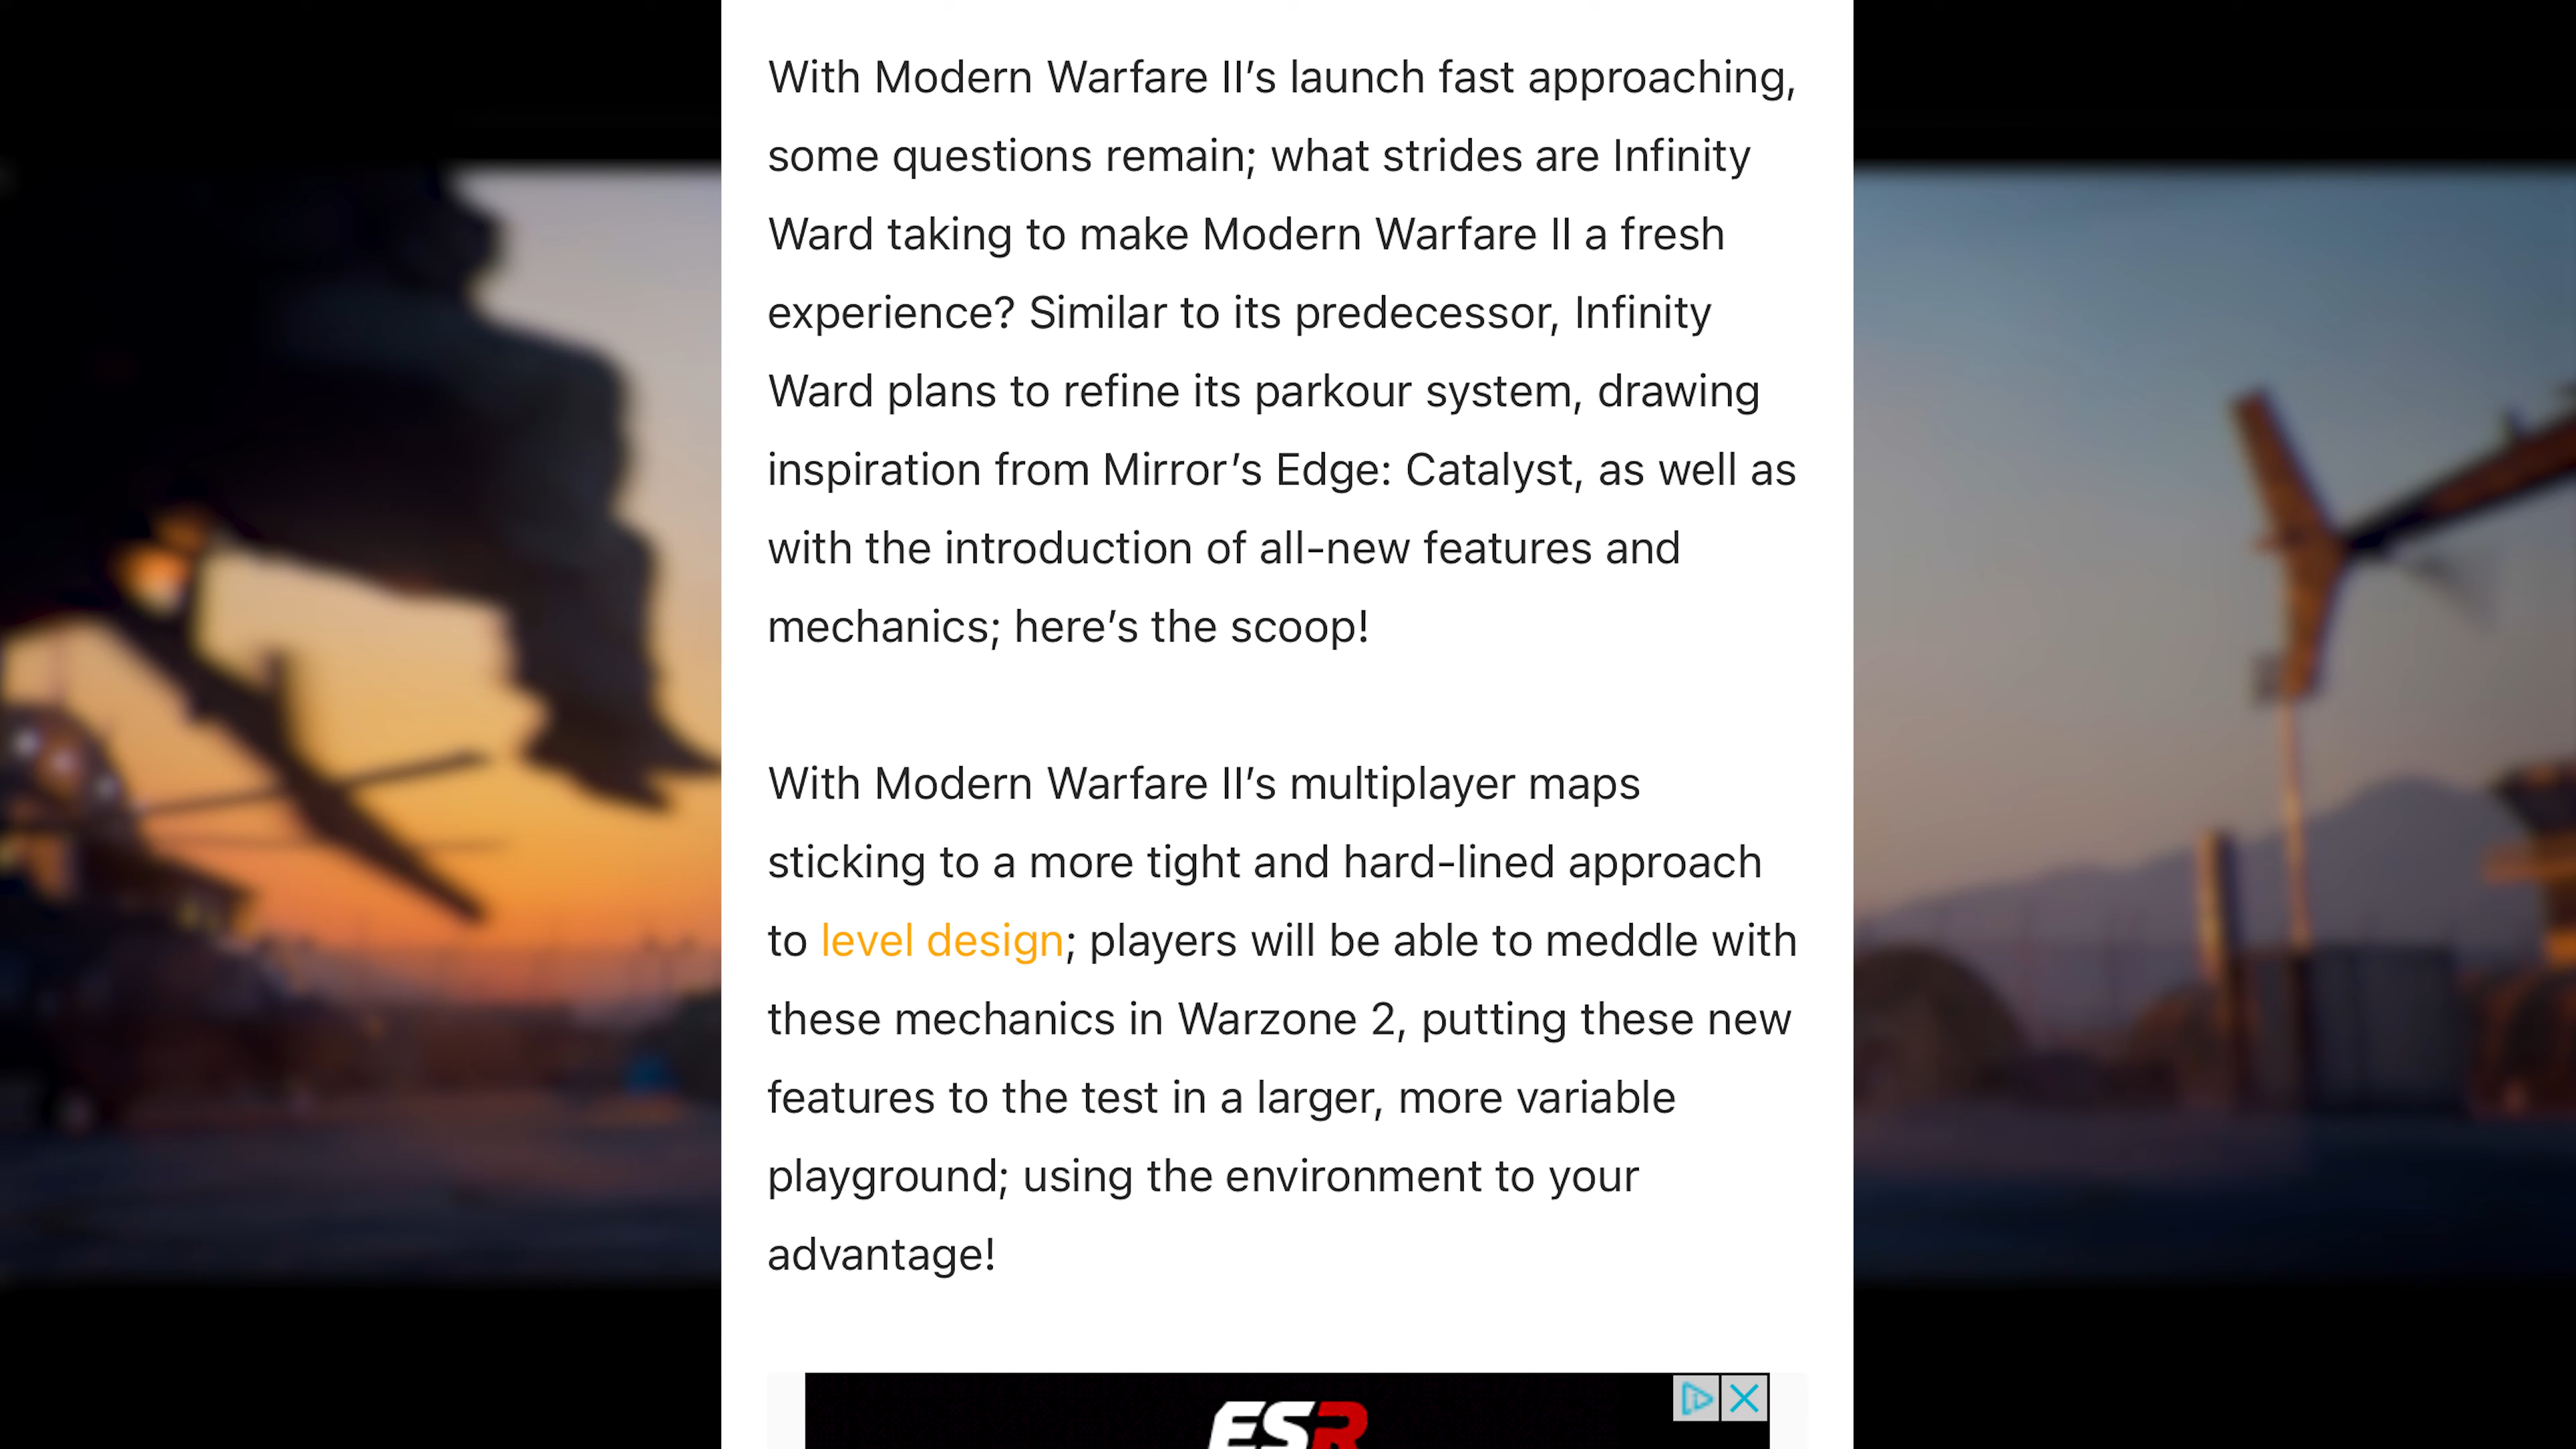 With Modern Warfare II’s launch fast approaching,
some questions remain; what strides are Infinity
Ward taking to make Modern Warfare II a fresh
experience? Similar to its predecessor, Infinity
Ward plans to refine its parkour system, drawing
inspiration from Mirror’s Edge: Catalyst, as well as
with the introduction of all-new features and
mechanics; here’s the scoop!
With Modern Warfare II’s multiplayer maps
sticking to a more tight and hard-lined approach
to level design; players will be able to meddle with
these mechanics in Warzone 2, putting these new
features to the test in a larger, more variable
playground; using the environment to your
advantage!
ESR